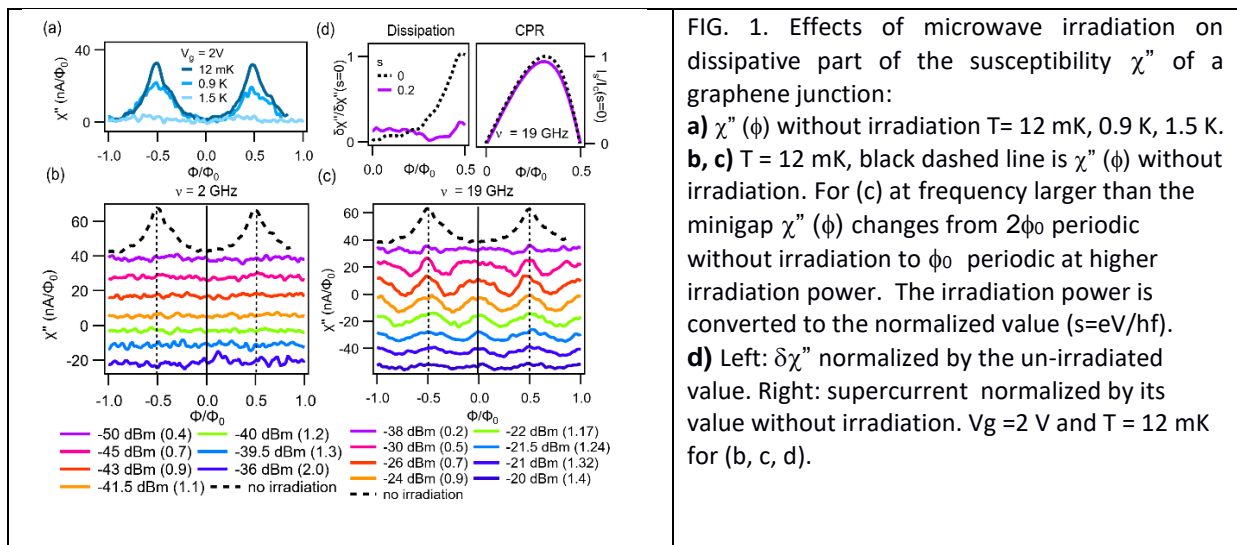 (a)
40
20
0
χ" (nA/Φ₀)
V_g = 2V
12 mK
0.9 K
1.5 K
-1.0 -0.5 0.0 0.5 1.0
Φ/Φ₀
(d)
Dissipation
CPR
1
0
δχ"/δχ"(s=0)
s
0
0.2
ν = 19 GHz
1
0
I_s/I_c(s=0)
0.0 0.5 0 0.5
Φ/Φ₀ Φ/Φ₀
(b)
ν = 2 GHz
60
40
20
0
-20
χ" (nA/Φ₀)
-1.0 -0.5 0.0 0.5 1.0
Φ/Φ₀
-50 dBm (0.4)
-45 dBm (0.7)
-43 dBm (0.9)
-41.5 dBm (1.1)
-40 dBm (1.2)
-39.5 dBm (1.3)
-36 dBm (2.0)
no irradiation
(c)
ν = 19 GHz
60
40
20
0
-20
-40
χ" (nA/Φ₀)
-1.0 -0.5 0.0 0.5 1.0
Φ/Φ₀
-38 dBm (0.2)
-30 dBm (0.5)
-26 dBm (0.7)
-24 dBm (0.9)
no irradiation
-22 dBm (1.17)
-21.5 dBm (1.24)
-21 dBm (1.32)
-20 dBm (1.4)
FIG. 1. Effects of microwave irradiation on
dissipative part of the susceptibility χ" of a
graphene junction:
a) χ" (ϕ) without irradiation T= 12 mK, 0.9 K, 1.5 K.
b, c) T = 12 mK, black dashed line is χ" (ϕ) without
irradiation. For (c) at frequency larger than the
minigap χ" (ϕ) changes from 2ϕ₀ periodic
without irradiation to ϕ₀ periodic at higher
irradiation power. The irradiation power is
converted to the normalized value (s=eV/hf).
d) Left: δχ" normalized by the un-irradiated
value. Right: supercurrent normalized by its
value without irradiation. Vg =2 V and T = 12 mK
for (b, c, d).